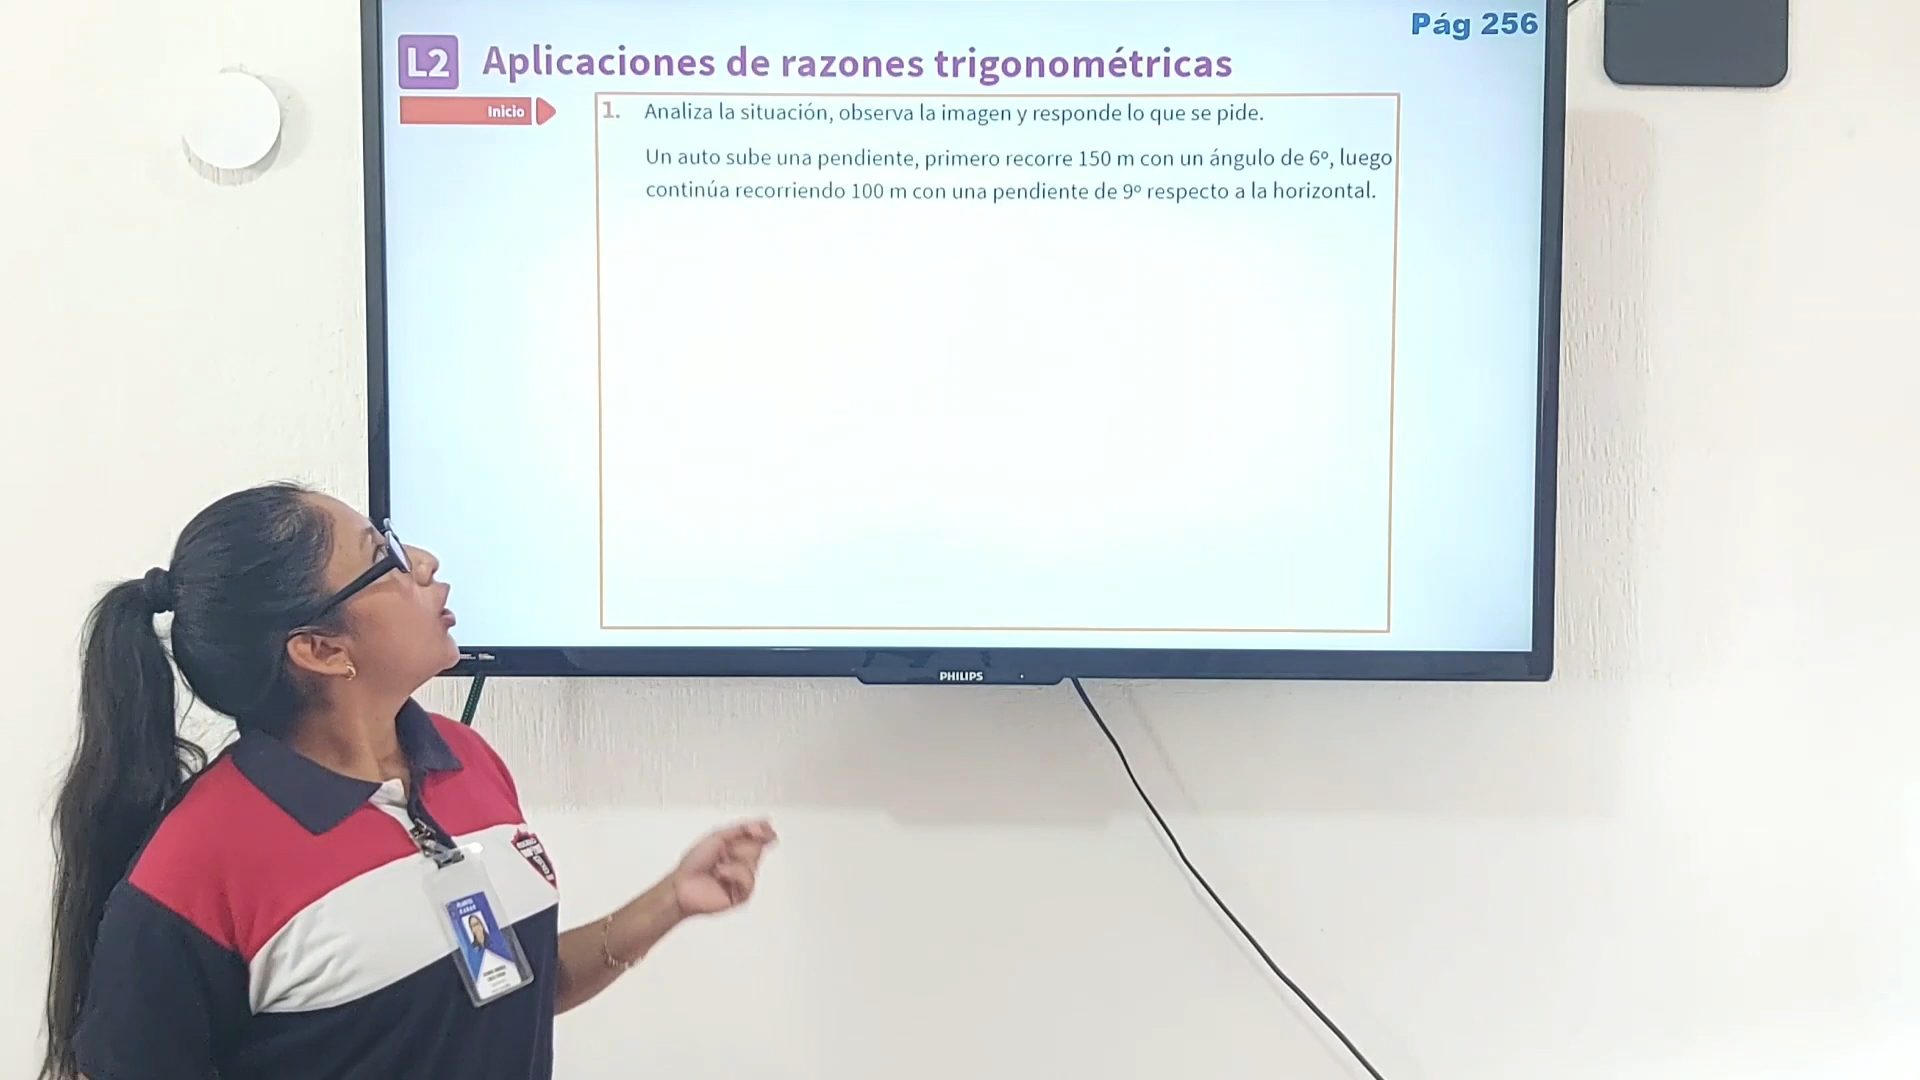 Pág 256
L2 Aplicaciones de razones trigonométricas
Inicio
1. Analiza la situación, observa la imagen y responde lo que se pide.
Un auto sube una pendiente, primero recorre 150 m con un ángulo de 6º, luego
continúa recorriendo 100 m con una pendiente de 9º respecto a la horizontal.
PHILIPS